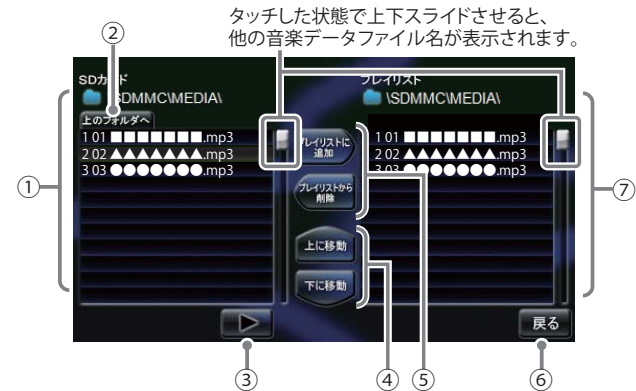 タッチした状態で上下スライドさせると、
他の音楽データファイル名が表示されます。
②
SDカード
\SDMMC\MEDIA\
上のフォルダへ
1 01 ■■■■■■■.mp3
2 02 ▲▲▲▲▲▲▲.mp3
3 03 ●●●●●●●.mp3
プレイリストに
追加
プレイリストから
削除
上に移動
下に移動
プレイリスト
\SDMMC\MEDIA\
1 01 ■■■■■■■.mp3
2 02 ▲▲▲▲▲▲▲.mp3
3 03 ●●●●●●●.mp3
戻る
①
⑦
③
④
⑤
⑥